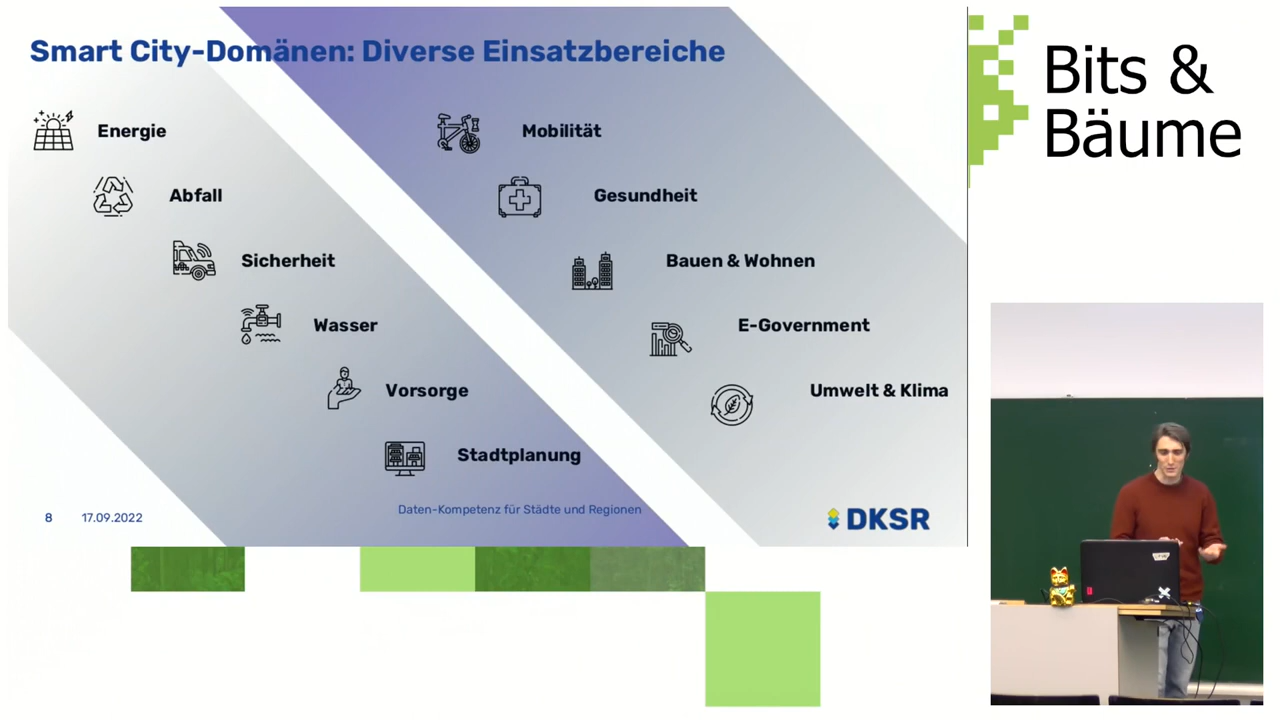 Smart City-Domänen: Diverse Einsatzbereiche
Energie
Abfall
Sicherheit
Wasser
Vorsorge
Stadtplanung
Mobilität
Gesundheit
Bauen & Wohnen
E-Government
Umwelt & Klima
8
17.09.2022
Daten-Kompetenz für Städte und Regionen
DKSR
Bits &
Bäume